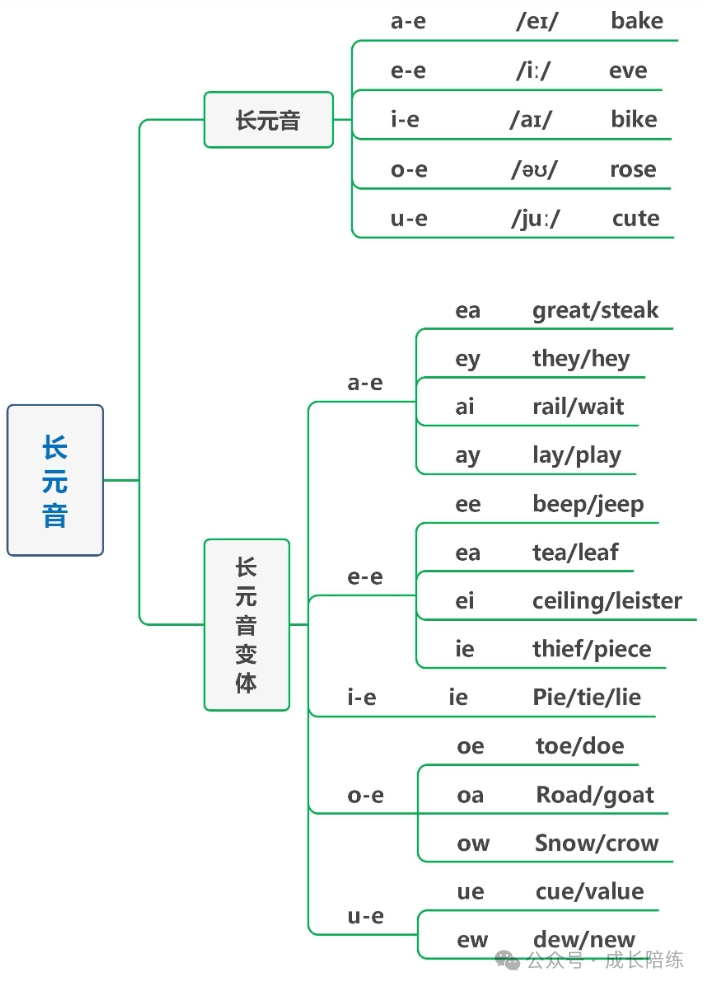 a-e /eɪ/ bake
e-e /iː/ eve
长元音 i-e /aɪ/ bike
o-e /əʊ/ rose
u-e /juː/ cute
长元音
长元音变体
a-e
ea great/steak
ey they/hey
ai rail/wait
ay lay/play
e-e
ee beep/jeep
ea tea/leaf
ei ceiling/leister
ie thief/piece
i-e ie Pie/tie/lie
o-e
oe toe/doe
oa Road/goat
ow Snow/crow
u-e
ue cue/value
ew dew/new
公众号 · 成长陪练